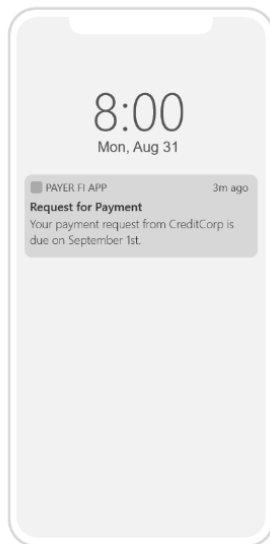 8:00
Mon, Aug 31
PAYER FI APP 3m ago
Request for Payment
Your payment request from CreditCorp is
due on September 1st.